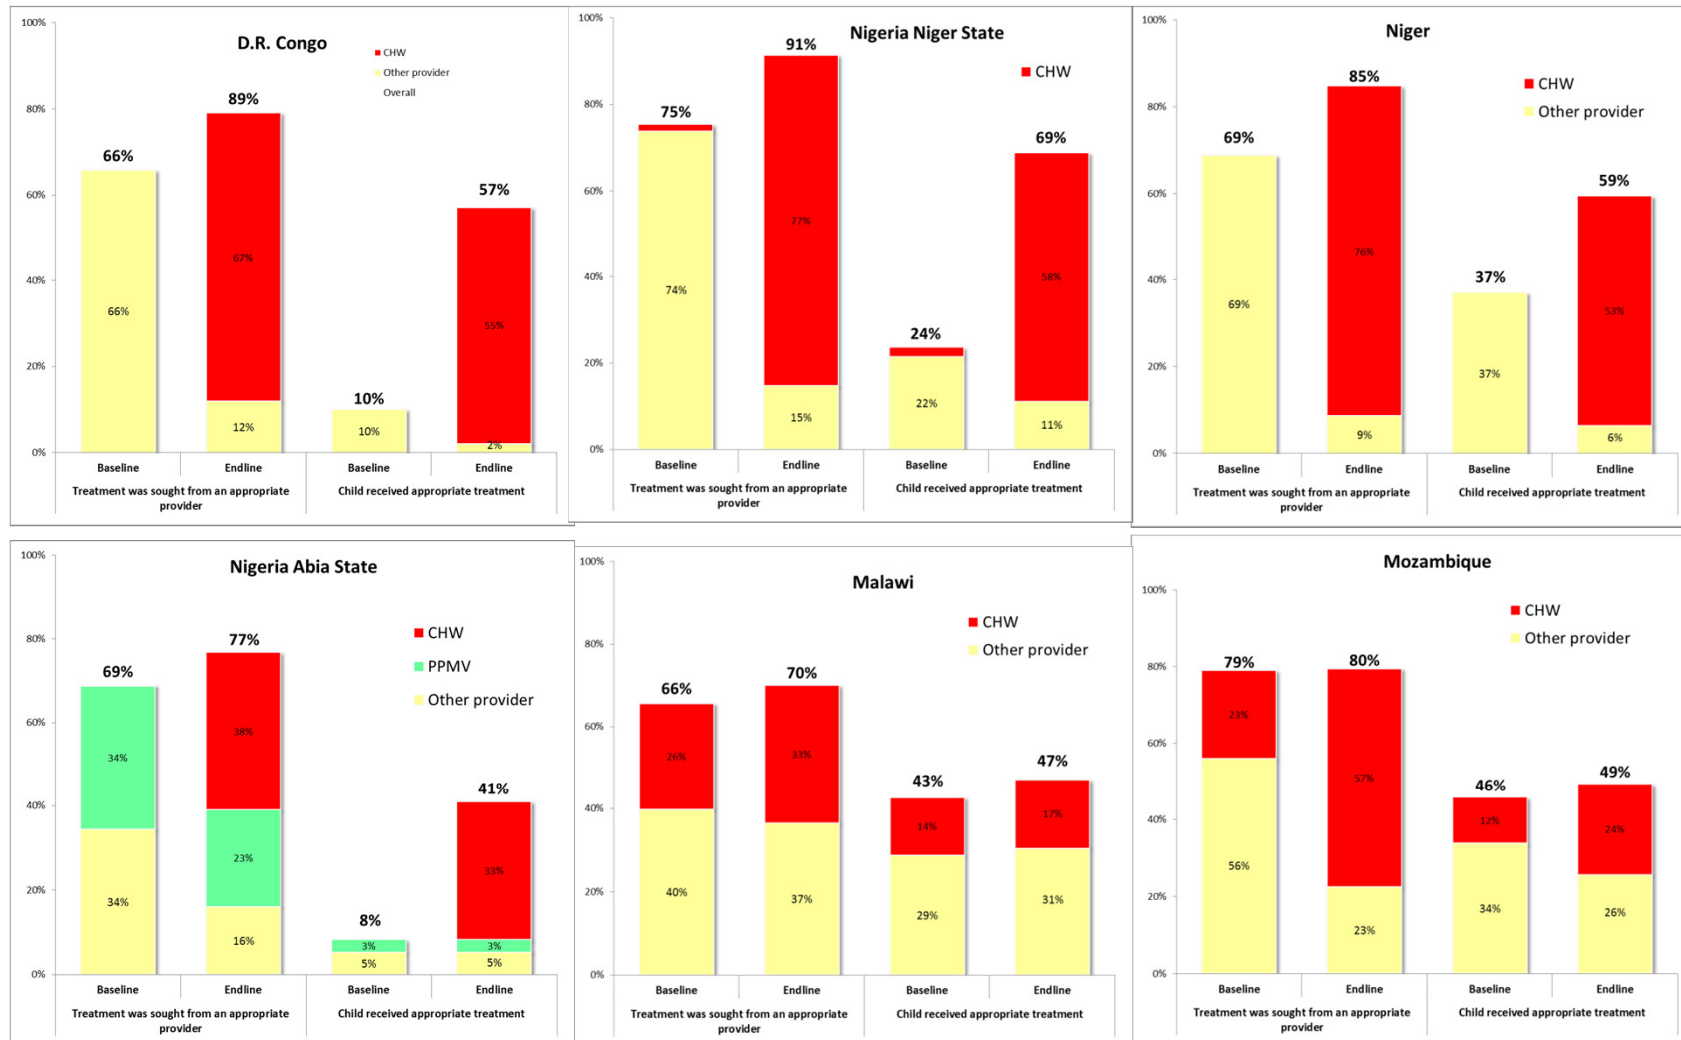 D.R. Congo
CHW
Other provider
Overall
100%
80%
60%
40%
20%
0%
66%
89%
10%
57%
66%
67%
12%
10%
55%
2%
Baseline Endline Baseline Endline
Treatment was sought from an appropriate
provider
Child received appropriate treatment
Nigeria Niger State
CHW
100%
80%
60%
40%
20%
0%
75%
91%
24%
69%
74%
77%
15%
22%
58%
11%
Baseline Endline Baseline Endline
Treatment was sought from an appropriate
provider
Child received appropriate treatment
Niger
CHW
Other provider
100%
80%
60%
40%
20%
0%
69%
85%
37%
59%
69%
76%
9%
37%
53%
6%
Baseline Endline Baseline Endline
Treatment was sought from an appropriate
provider
Child received appropriate treatment
Nigeria Abia State
CHW
PPMV
Other provider
100%
80%
60%
40%
20%
0%
69%
77%
8%
41%
34%
34%
38%
23%
16%
3%
5%
33%
3%
5%
Baseline Endline Baseline Endline
Treatment was sought from an appropriate
provider
Child received appropriate treatment
Malawi
CHW
Other provider
100%
80%
60%
40%
20%
0%
66%
70%
43%
47%
26%
40%
33%
37%
14%
29%
17%
31%
Baseline Endline Baseline Endline
Treatment was sought from an appropriate
provider
Child received appropriate treatment
Mozambique
CHW
Other provider
100%
80%
60%
40%
20%
0%
79%
80%
46%
49%
23%
56%
57%
23%
12%
34%
24%
26%
Baseline Endline Baseline Endline
Treatment was sought from an appropriate
provider
Child received appropriate treatment